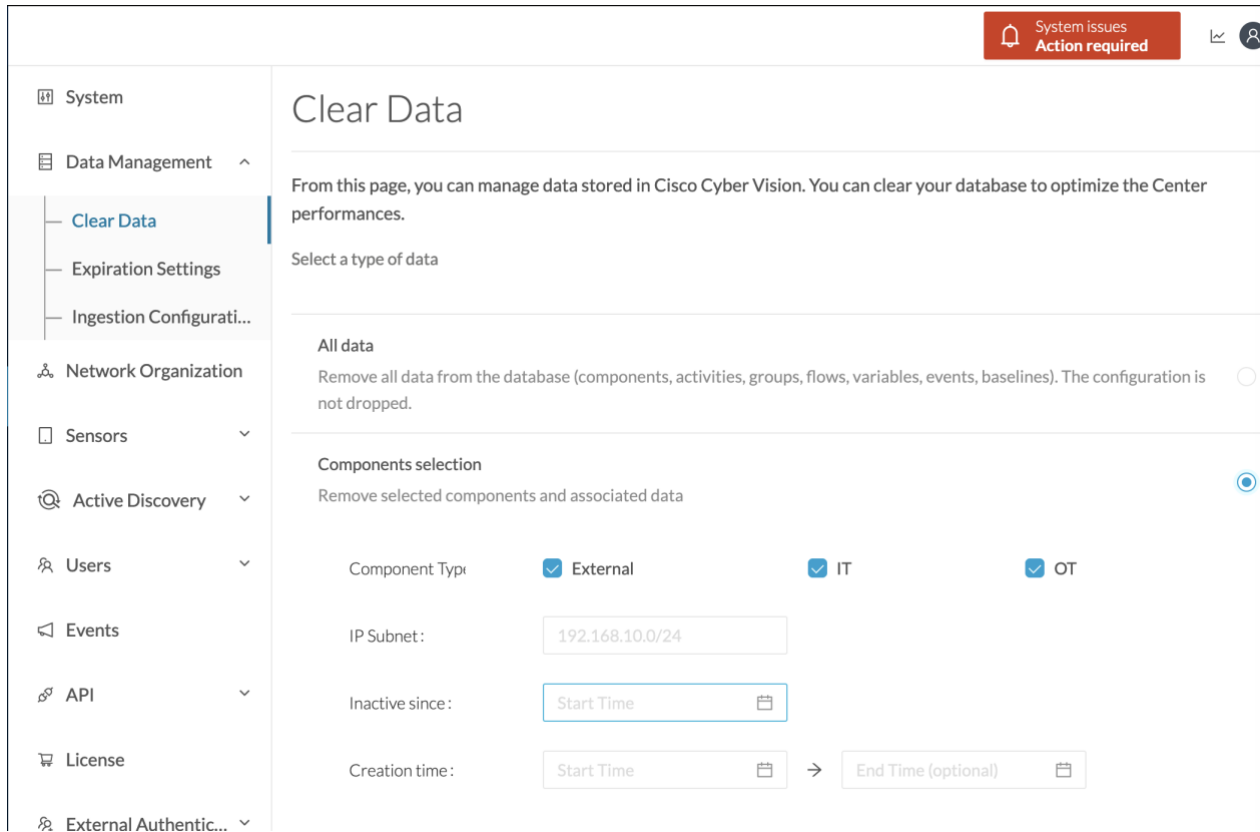 System issues
Action required
System
Data Management
Clear Data
Expiration Settings
Ingestion Configurati...
Network Organization
Sensors
Active Discovery
Users
Events
API
License
External Authentic...
Clear Data
From this page, you can manage data stored in Cisco Cyber Vision. You can clear your database to optimize the Center
performances.
Select a type of data
All data
Remove all data from the database (components, activities, groups, flows, variables, events, baselines). The configuration is
not dropped.
Components selection
Remove selected components and associated data
Component Type External IT OT
IP Subnet: 192.168.10.0/24
Inactive since: Start Time
Creation time: Start Time → End Time (optional)